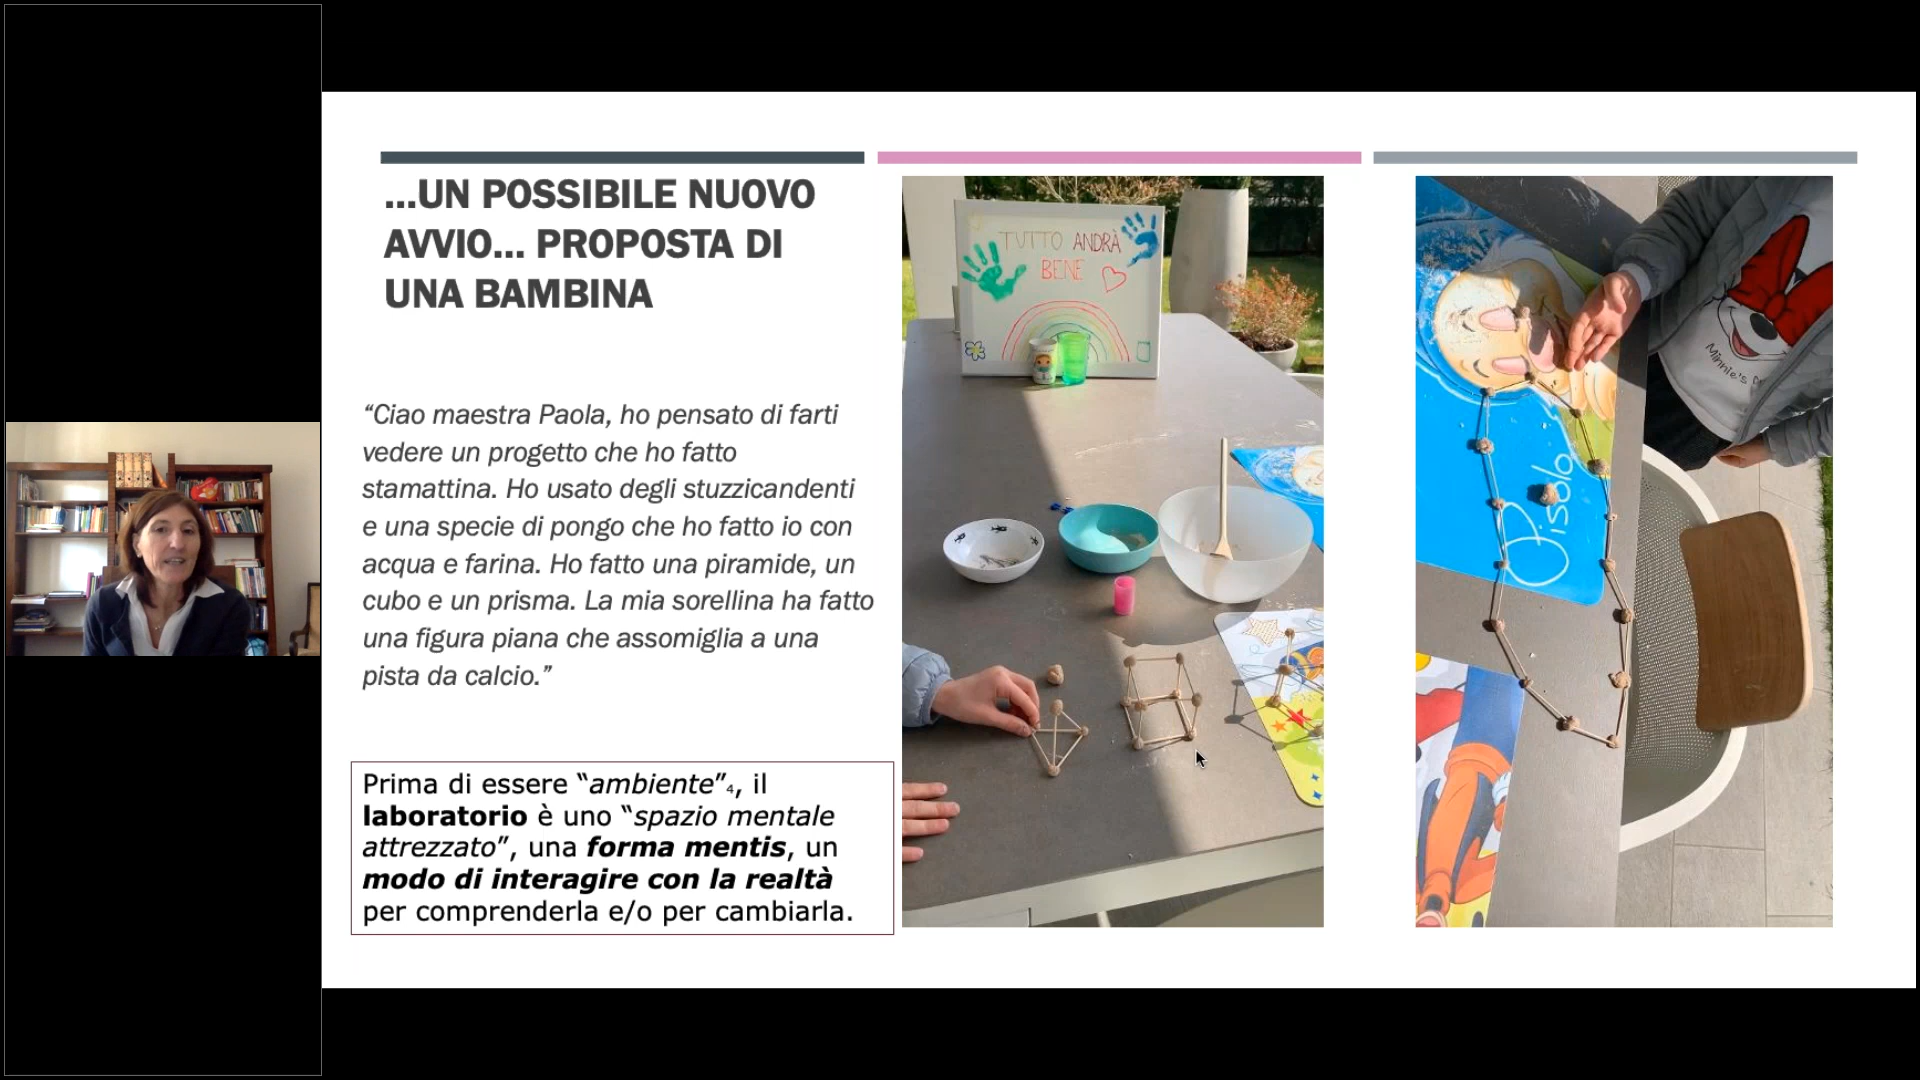 ...UN POSSIBILE NUOVO
AVVIO... PROPOSTA DI
UNA BAMBINA
“Ciao maestra Paola, ho pensato di farti
vedere un progetto che ho fatto
stamattina. Ho usato degli stuzzicandenti
e una specie di pongo che ho fatto io con
acqua e farina. Ho fatto una piramide, un
cubo e un prisma. La mia sorellina ha fatto
una figura piana che assomiglia a una
pista da calcio.”
Prima di essere “ambiente”4, il
laboratorio è uno “spazio mentale
attrezzato”, una forma mentis, un
modo di interagire con la realtà
per comprenderla e/o per cambiarla.
TUTTO ANDRÀ
BENE
Pisolo
Minnie's